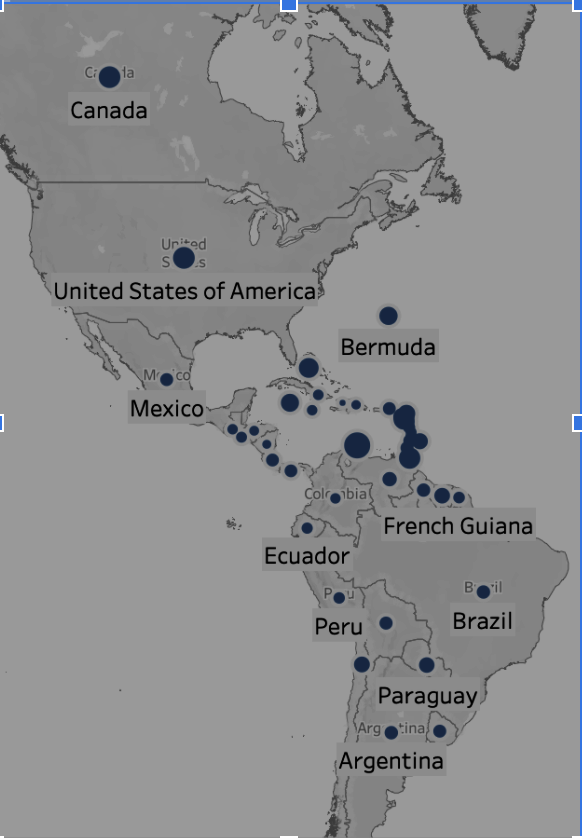 Canada
United States of America
Bermuda
Mexico
Colombia
French Guiana
Ecuador
Peru
Brazil
Paraguay
Argentina
Argentina